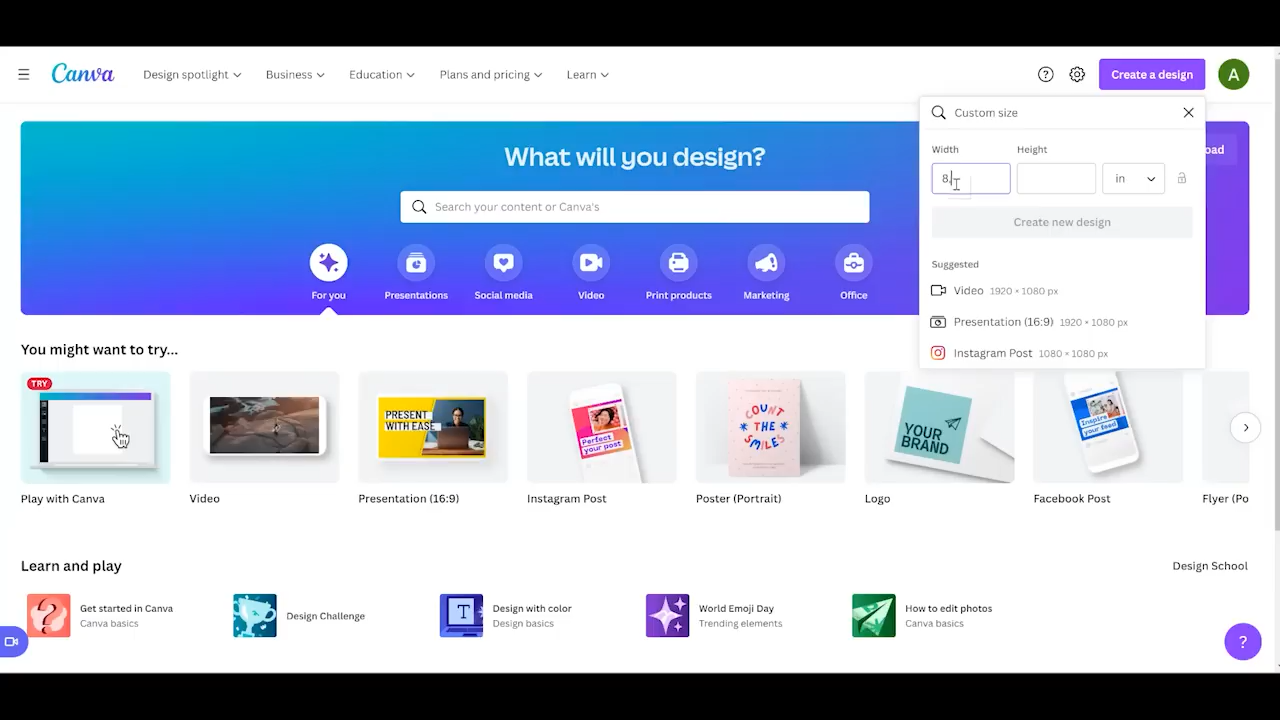 Canva
Design spotlight
Business
Education
Plans and pricing
Learn
?
Create a design
A
Custom size
Width
Height
8.
in
Create new design
Suggested
Video 1920 × 1080 px
Presentation (16:9) 1920 × 1080 px
Instagram Post 1080 × 1080 px
What will you design?
Search your content or Canva's
For you
Presentations
Social media
Video
Print products
Marketing
Office
You might want to try...
TRY
PRESENT
WITH EASE
Perfect
your post
COUNT
THE
SMILES
YOUR
BRAND
Inspire
your feed
Play with Canva
Video
Presentation (16:9)
Instagram Post
Poster (Portrait)
Logo
Facebook Post
Flyer (Po
Learn and play
Design School
?
Get started in Canva
Canva basics
Design Challenge
T
Design with color
Design basics
World Emoji Day
Trending elements
How to edit photos
Canva basics
?